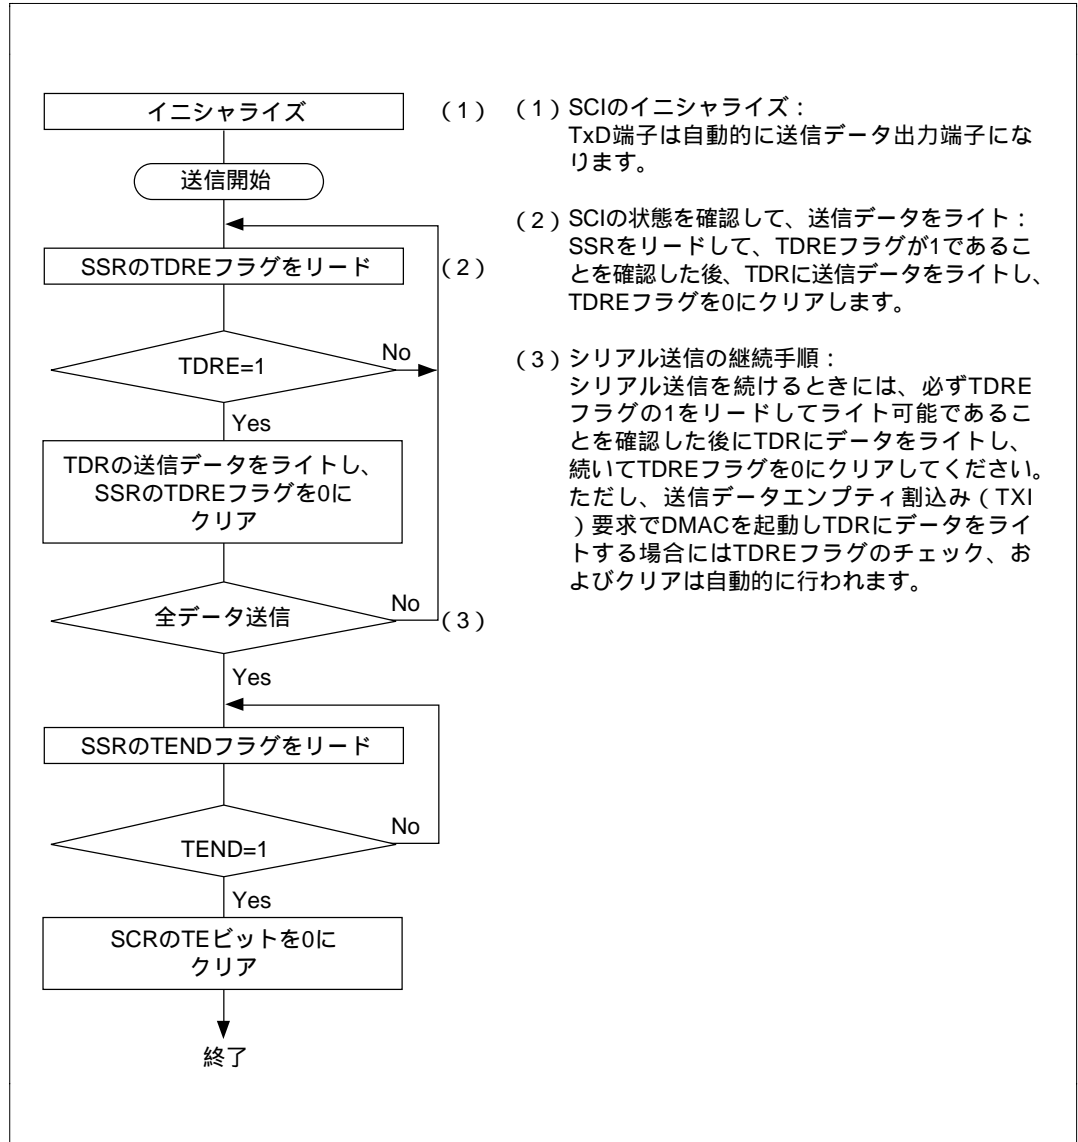 イニシャライズ
(1)
送信開始
SSRのTDREフラグをリード
(2)
TDRE=1
No
Yes
TDRの送信データをライトし、
SSRのTDREフラグを0に
クリア
全データ送信
No
(3)
Yes
SSRのTENDフラグをリード
TEND=1
No
Yes
SCRのTEビットを0に
クリア
終了
(1)SCIのイニシャライズ:
TxD端子は自動的に送信データ出力端子にな
ります。
(2)SCIの状態を確認して、送信データをライト:
SSRをリードして、TDREフラグが1であるこ
とを確認した後、TDRに送信データをライトし、
TDREフラグを0にクリアします。
(3)シリアル送信の継続手順:
シリアル送信を続けるときには、必ずTDRE
フラグの1をリードしてライト可能であるこ
とを確認した後にTDRにデータをライトし、
続いてTDREフラグを0にクリアしてください。
ただし、送信データエンプティ割込み(TXI
)要求でDMACを起動しTDRにデータをライ
トする場合にはTDREフラグのチェック、お
よびクリアは自動的に行われます。